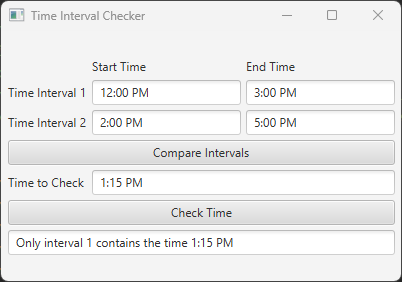 Time Interval Checker
Start Time End Time
Time Interval 1 12:00 PM 3:00 PM
Time Interval 2 2:00 PM 5:00 PM
Compare Intervals
Time to Check 1:15 PM
Check Time
Only interval 1 contains the time 1:15 PM